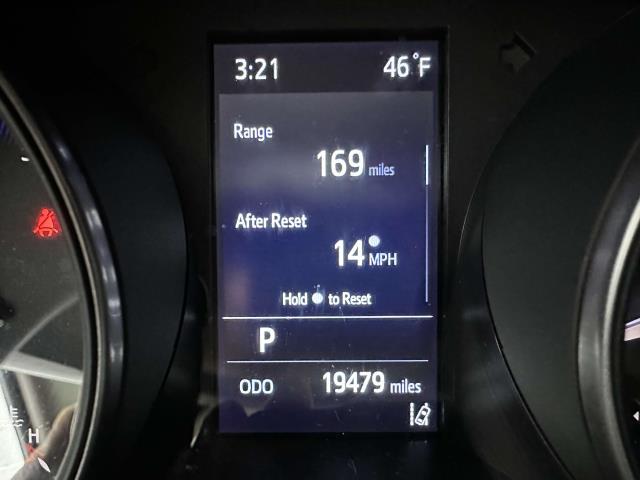 3:21 46°F
Range
169 miles
After Reset
14 MPH
Hold to Reset
P
ODO 19479 miles
H